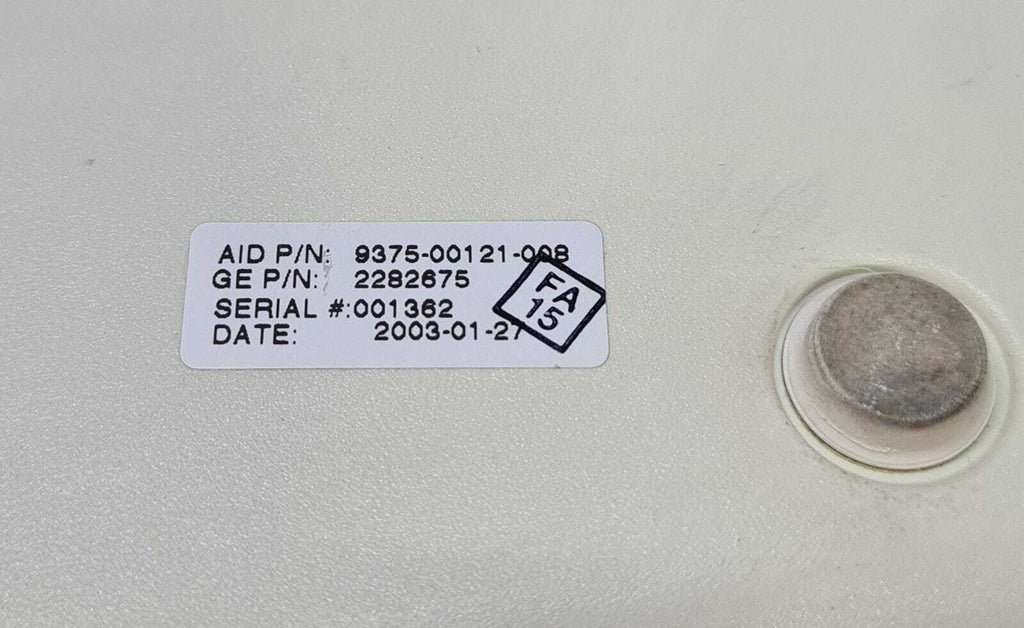 AID P/N: 9375-00121-008
GE P/N: 2282675
SERIAL #:001362
DATE: 2003-01-27
FA
15